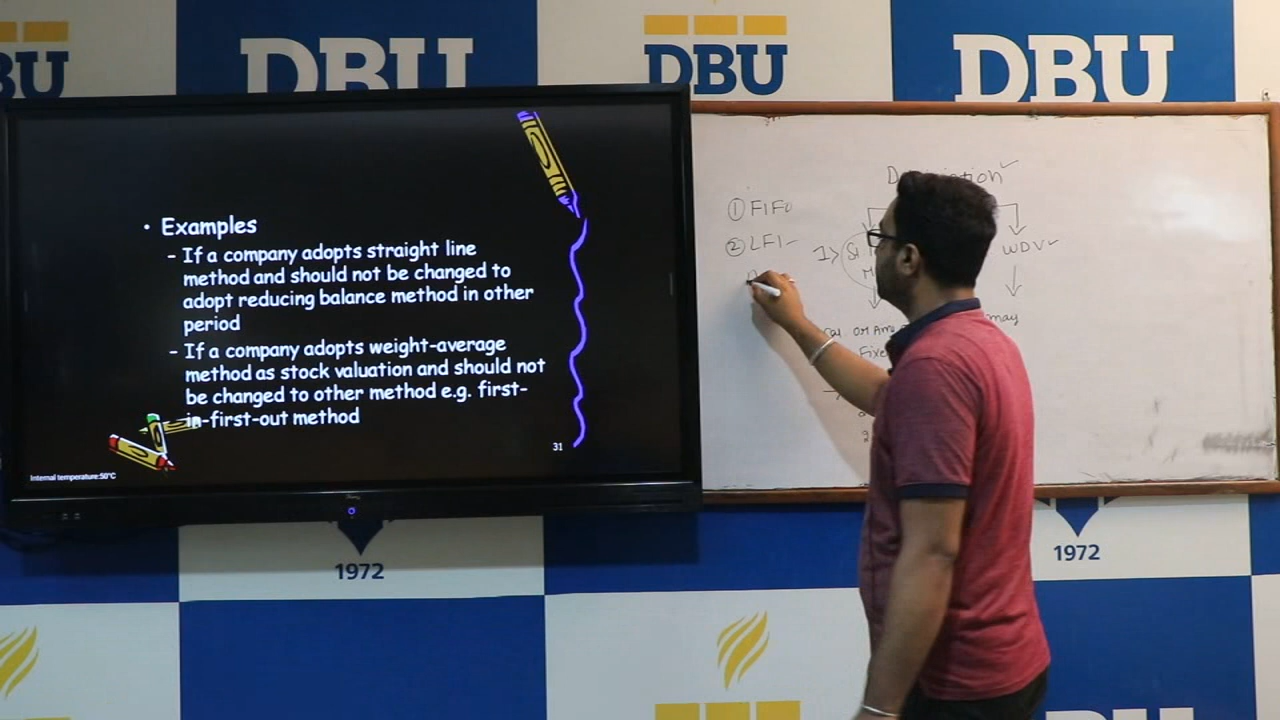 DBU
DBU
DBU
DBU
• Examples
– If a company adopts straight line
method and should not be changed to
adopt reducing balance method in other
period
– If a company adopts weight-average
method as stock valuation and should not
be changed to other method e.g. first-
in-first-out method
31
Internal temperature:50°C
① FIFO
② LFI
1>
WDV
or
may
Fixe
1972
1972